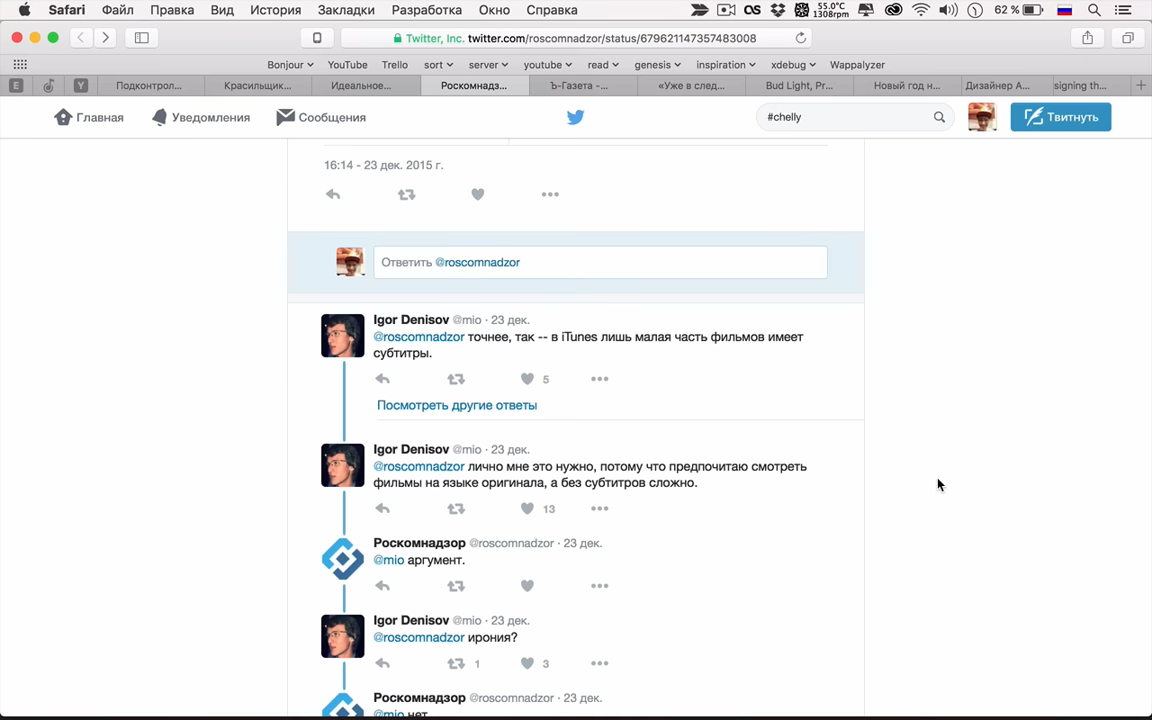 Safari Файл Правка Вид История Закладки Разработка Окно Справка 55.0°C 1308rpm 62 %
Twitter, Inc. twitter.com/roscomnadzor/status/679621147357483008
Bonjour YouTube Trello sort server youtube read genesis inspiration xdebug Wappalyzer
E Y Подконтрол... Красильщик... Идеальное... Роскомнадз... Ъ-Газета -... «Уже в след... Bud Light, Pr... Новый год н... Дизайнер А... signing th...
Главная Уведомления Сообщения #chelly Твитнуть
16:14 - 23 дек. 2015 г.
Ответить @roscomnadzor
Igor Denisov @mio · 23 дек.
@roscomnadzor точнее, так -- в iTunes лишь малая часть фильмов имеет
субтитры.
5
Посмотреть другие ответы
Igor Denisov @mio · 23 дек.
@roscomnadzor лично мне это нужно, потому что предпочитаю смотреть
фильмы на языке оригинала, а без субтитров сложно.
13
Роскомнадзор @roscomnadzor · 23 дек.
@mio аргумент.
Igor Denisov @mio · 23 дек.
@roscomnadzor ирония?
1 3
Роскомнадзор @roscomnadzor · 23 дек.
@mio нет